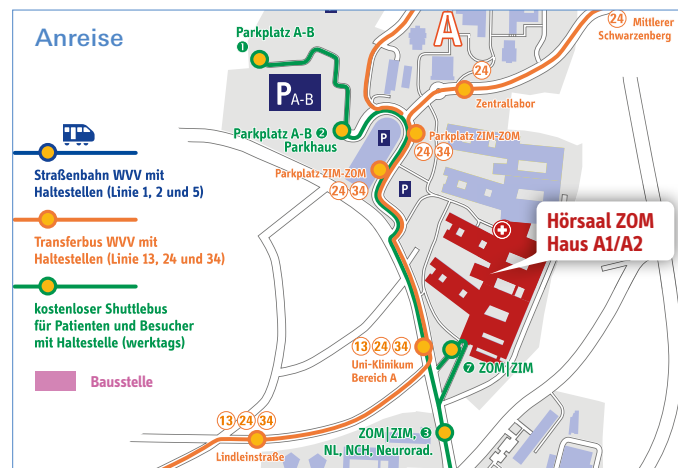 Anreise
Straßenbahn WVV mit
Haltestellen (Linie 1, 2 und 5)
Transferbus WVV mit
Haltestellen (Linie 13, 24 und 34)
kostenloser Shuttlebus
für Patienten und Besucher
mit Haltestelle (werktags)
Baustelle
Parkplatz A-B
1
P A-B
Parkplatz A-B 2
Parkhaus
A
24 Mittlerer
Schwarzenberg
24
Zentrallabor
P
Parkplatz ZIM-ZOM
24 34
Parkplatz ZIM-ZOM
24 34
P
Hörsaal ZOM
Haus A1/A2
13 24 34
Uni-Klinikum
Bereich A
7 ZOM|ZIM
13 24 34
Lindleinstraße
ZOM|ZIM, 3
NL, NCH, Neurorad.